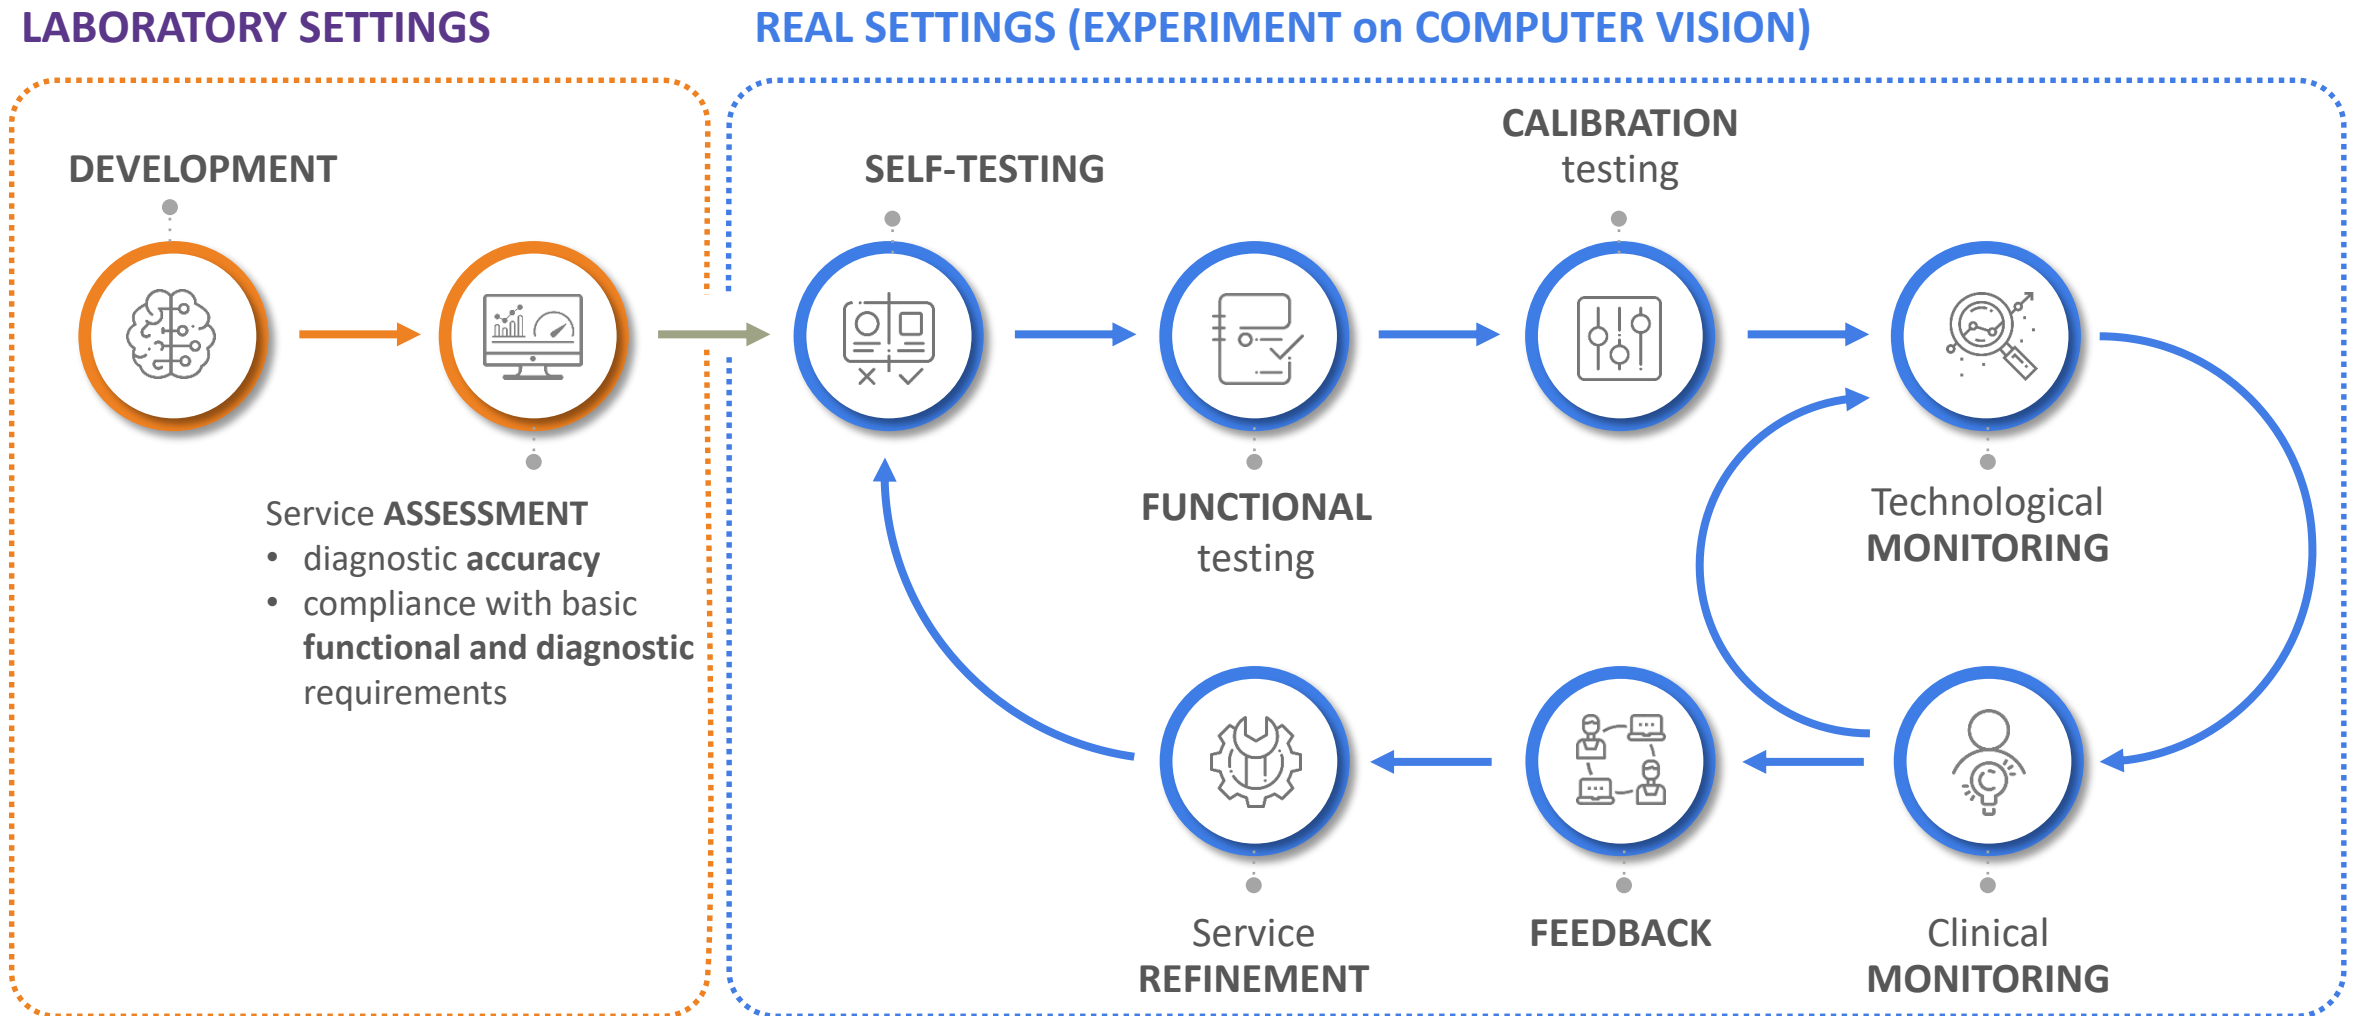 LABORATORY SETTINGS
REAL SETTINGS (EXPERIMENT on COMPUTER VISION)
DEVELOPMENT
Service ASSESSMENT
• diagnostic accuracy
• compliance with basic
functional and diagnostic
requirements
SELF-TESTING
FUNCTIONAL
testing
CALIBRATION
testing
Technological
MONITORING
Clinical
MONITORING
FEEDBACK
Service
REFINEMENT